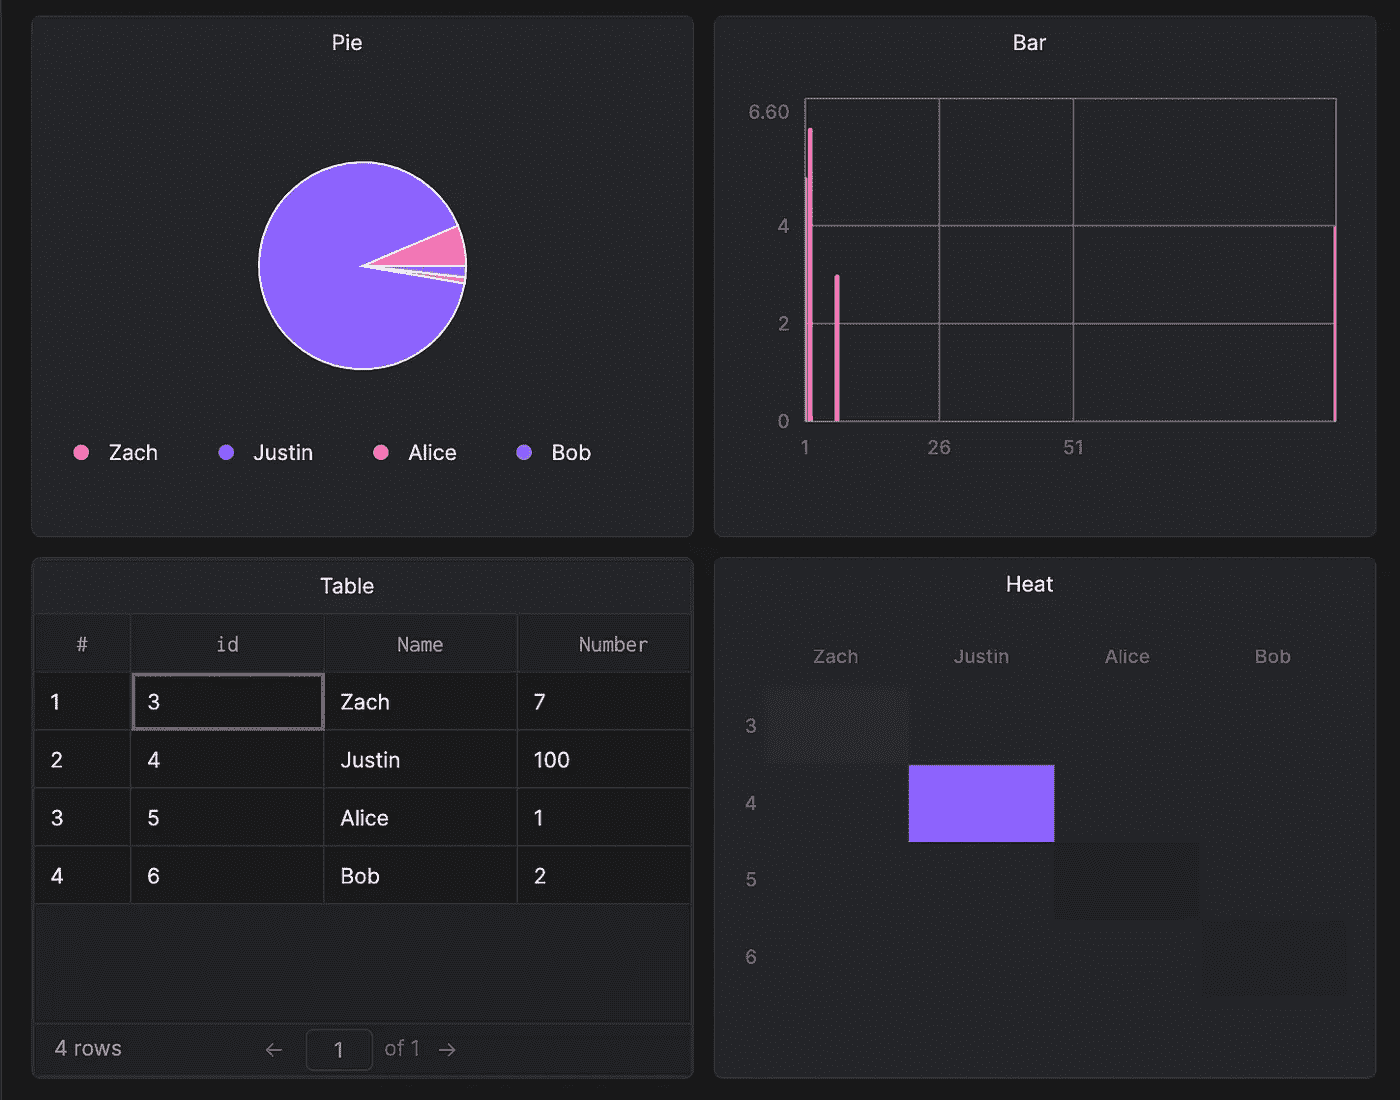 Pie
Zach Justin Alice Bob
Bar
6.60
4
2
0
1 26 51
Table
# id Name Number
1 3 Zach 7
2 4 Justin 100
3 5 Alice 1
4 6 Bob 2
4 rows ← 1 of 1 →
Heat
Zach Justin Alice Bob
3
4
5
6